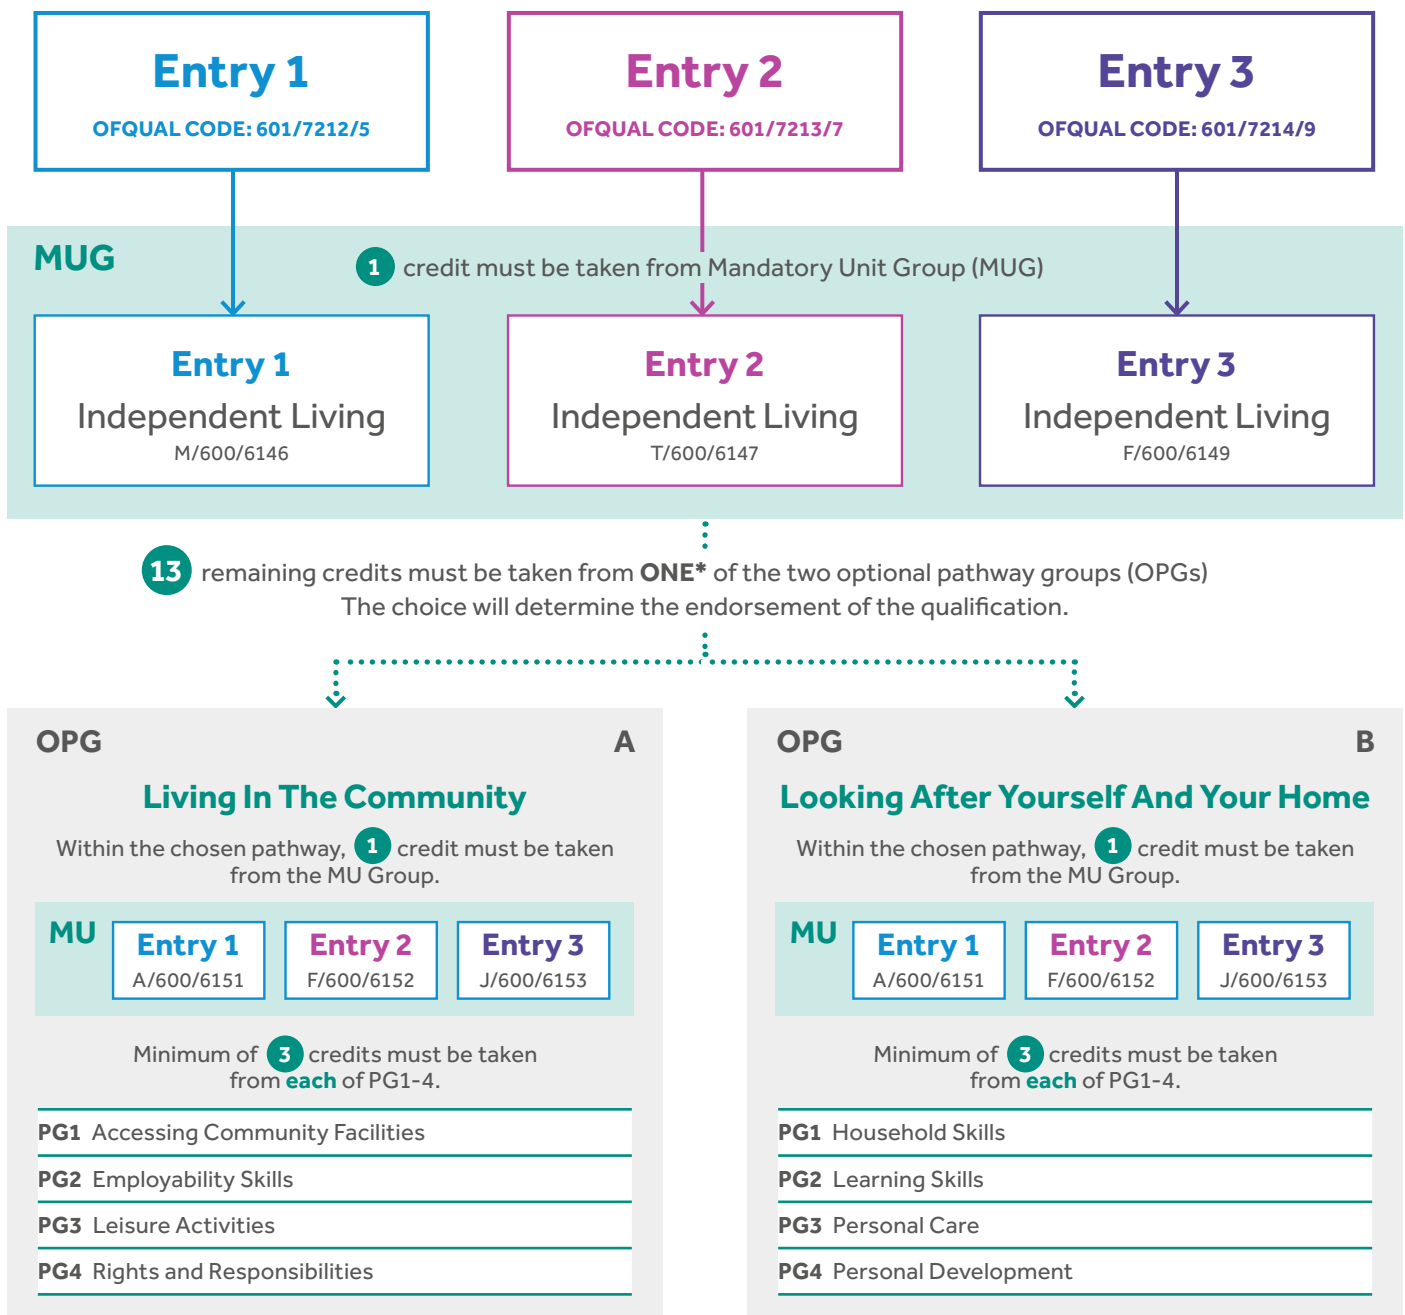 Entry 1
OFQUAL CODE: 601/7212/5
Entry 2
OFQUAL CODE: 601/7213/7
Entry 3
OFQUAL CODE: 601/7214/9
MUG
1 credit must be taken from Mandatory Unit Group (MUG)
Entry 1
Independent Living
M/600/6146
Entry 2
Independent Living
T/600/6147
Entry 3
Independent Living
F/600/6149
13 remaining credits must be taken from ONE* of the two optional pathway groups (OPGs)
The choice will determine the endorsement of the qualification.
OPG A
Living In The Community
Within the chosen pathway, 1 credit must be taken
from the MU Group.
MU
Entry 1
A/600/6151
Entry 2
F/600/6152
Entry 3
J/600/6153
Minimum of 3 credits must be taken
from each of PG1-4.
PG1 Accessing Community Facilities
PG2 Employability Skills
PG3 Leisure Activities
PG4 Rights and Responsibilities
OPG B
Looking After Yourself And Your Home
Within the chosen pathway, 1 credit must be taken
from the MU Group.
MU
Entry 1
A/600/6151
Entry 2
F/600/6152
Entry 3
J/600/6153
Minimum of 3 credits must be taken
from each of PG1-4.
PG1 Household Skills
PG2 Learning Skills
PG3 Personal Care
PG4 Personal Development